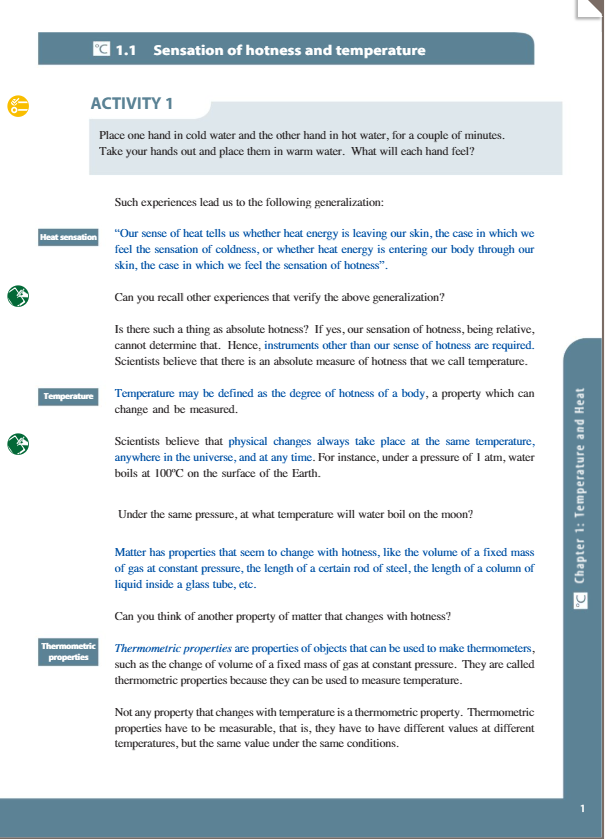 °C 1.1 Sensation of hotness and temperature
ACTIVITY 1
Place one hand in cold water and the other hand in hot water, for a couple of minutes.
Take your hands out and place them in warm water. What will each hand feel?
Such experiences lead us to the following generalization:
Heat sensation
“Our sense of heat tells us whether heat energy is leaving our skin, the case in which we
feel the sensation of coldness, or whether heat energy is entering our body through our
skin, the case in which we feel the sensation of hotness”.
Can you recall other experiences that verify the above generalization?
Is there such a thing as absolute hotness? If yes, our sensation of hotness, being relative,
cannot determine that. Hence, instruments other than our sense of hotness are required.
Scientists believe that there is an absolute measure of hotness that we call temperature.
Temperature
Temperature may be defined as the degree of hotness of a body, a property which can
change and be measured.
Scientists believe that physical changes always take place at the same temperature,
anywhere in the universe, and at any time. For instance, under a pressure of 1 atm, water
boils at 100ºC on the surface of the Earth.
Under the same pressure, at what temperature will water boil on the moon?
Matter has properties that seem to change with hotness, like the volume of a fixed mass
of gas at constant pressure, the length of a certain rod of steel, the length of a column of
liquid inside a glass tube, etc.
Can you think of another property of matter that changes with hotness?
Thermometric
properties
Thermometric properties are properties of objects that can be used to make thermometers,
such as the change of volume of a fixed mass of gas at constant pressure. They are called
thermometric properties because they can be used to measure temperature.
Not any property that changes with temperature is a thermometric property. Thermometric
properties have to be measurable, that is, they have to have different values at different
temperatures, but the same value under the same conditions.
°C Chapter 1: Temperature and Heat
1